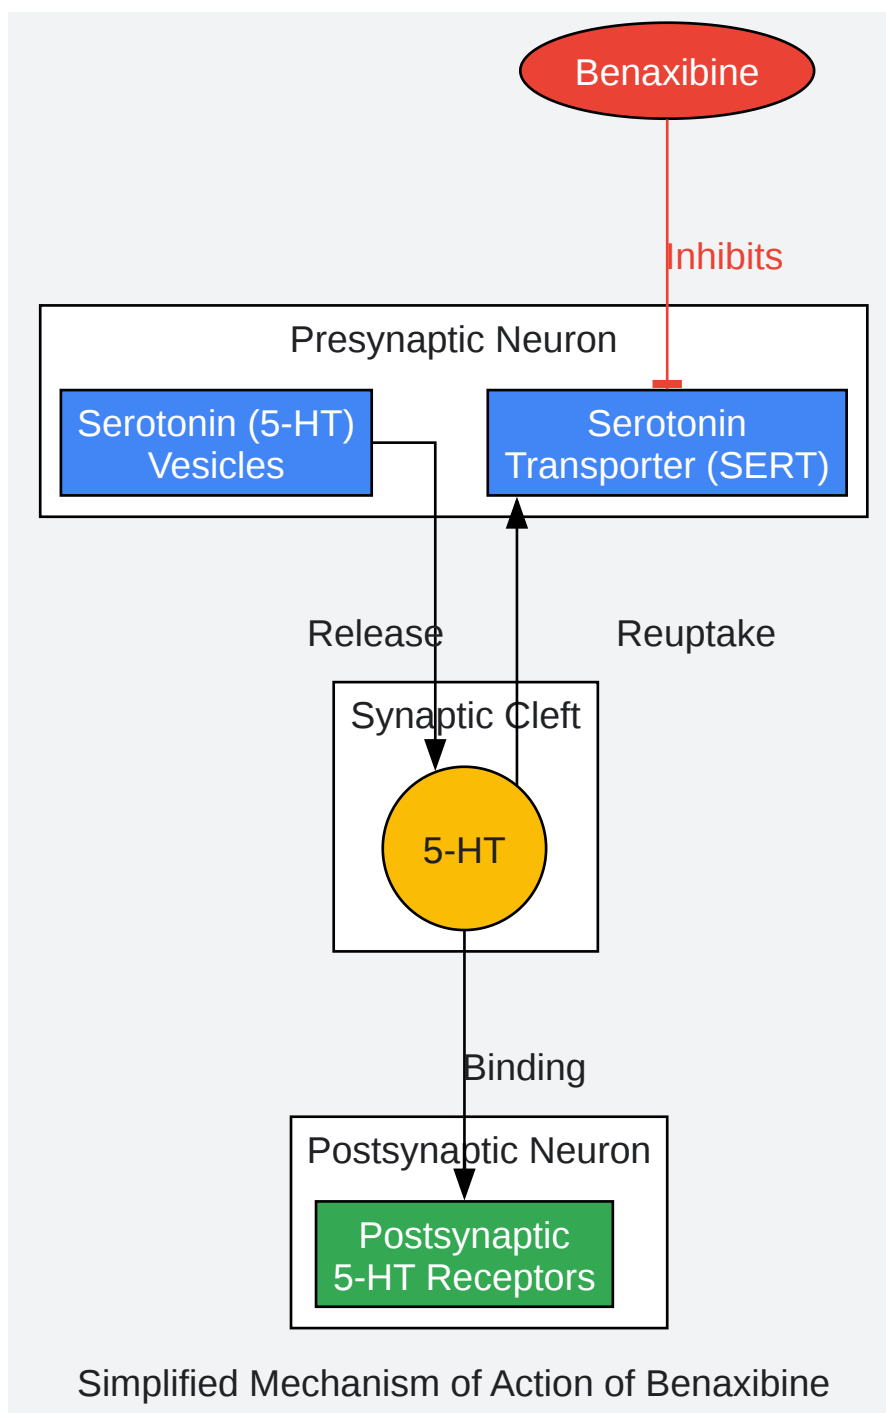 Benaxibine
Inhibits
Presynaptic Neuron
Serotonin (5-HT)
Vesicles
Serotonin
Transporter (SERT)
Release
Reuptake
Synaptic Cleft
5-HT
Binding
Postsynaptic Neuron
Postsynaptic
5-HT Receptors
Simplified Mechanism of Action of Benaxibine